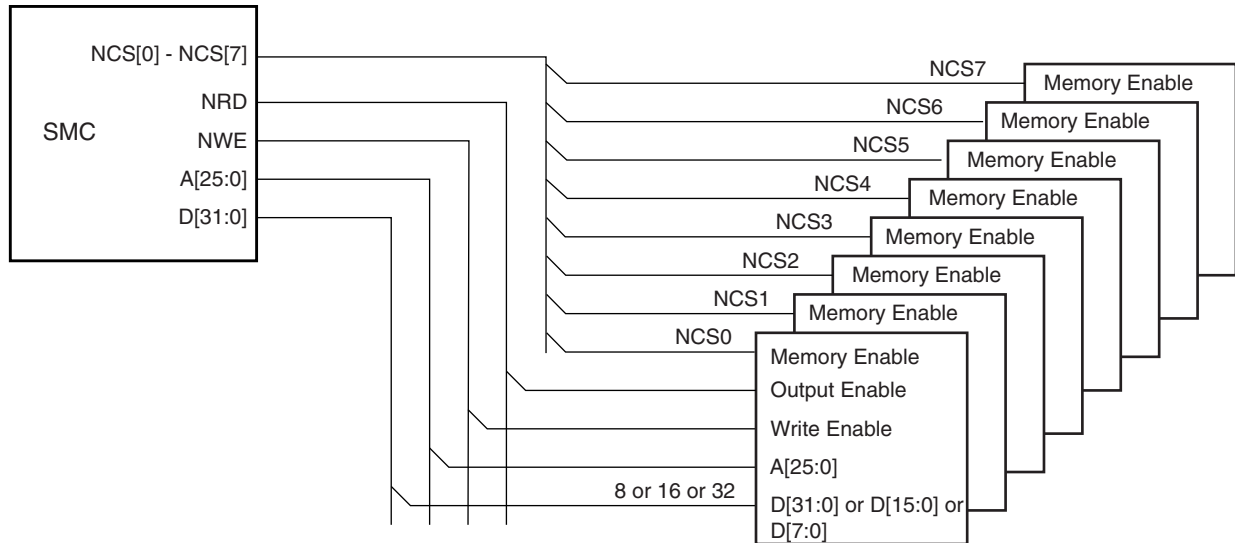 NCS[0] - NCS[7]
NRD
SMC
NWE
A[25:0]
D[31:0]
NCS7
Memory Enable
NCS6
Memory Enable
NCS5
Memory Enable
NCS4
Memory Enable
NCS3
Memory Enable
NCS2
Memory Enable
NCS1
Memory Enable
NCS0
Memory Enable
Output Enable
Write Enable
A[25:0]
8 or 16 or 32
D[31:0] or D[15:0] or
D[7:0]